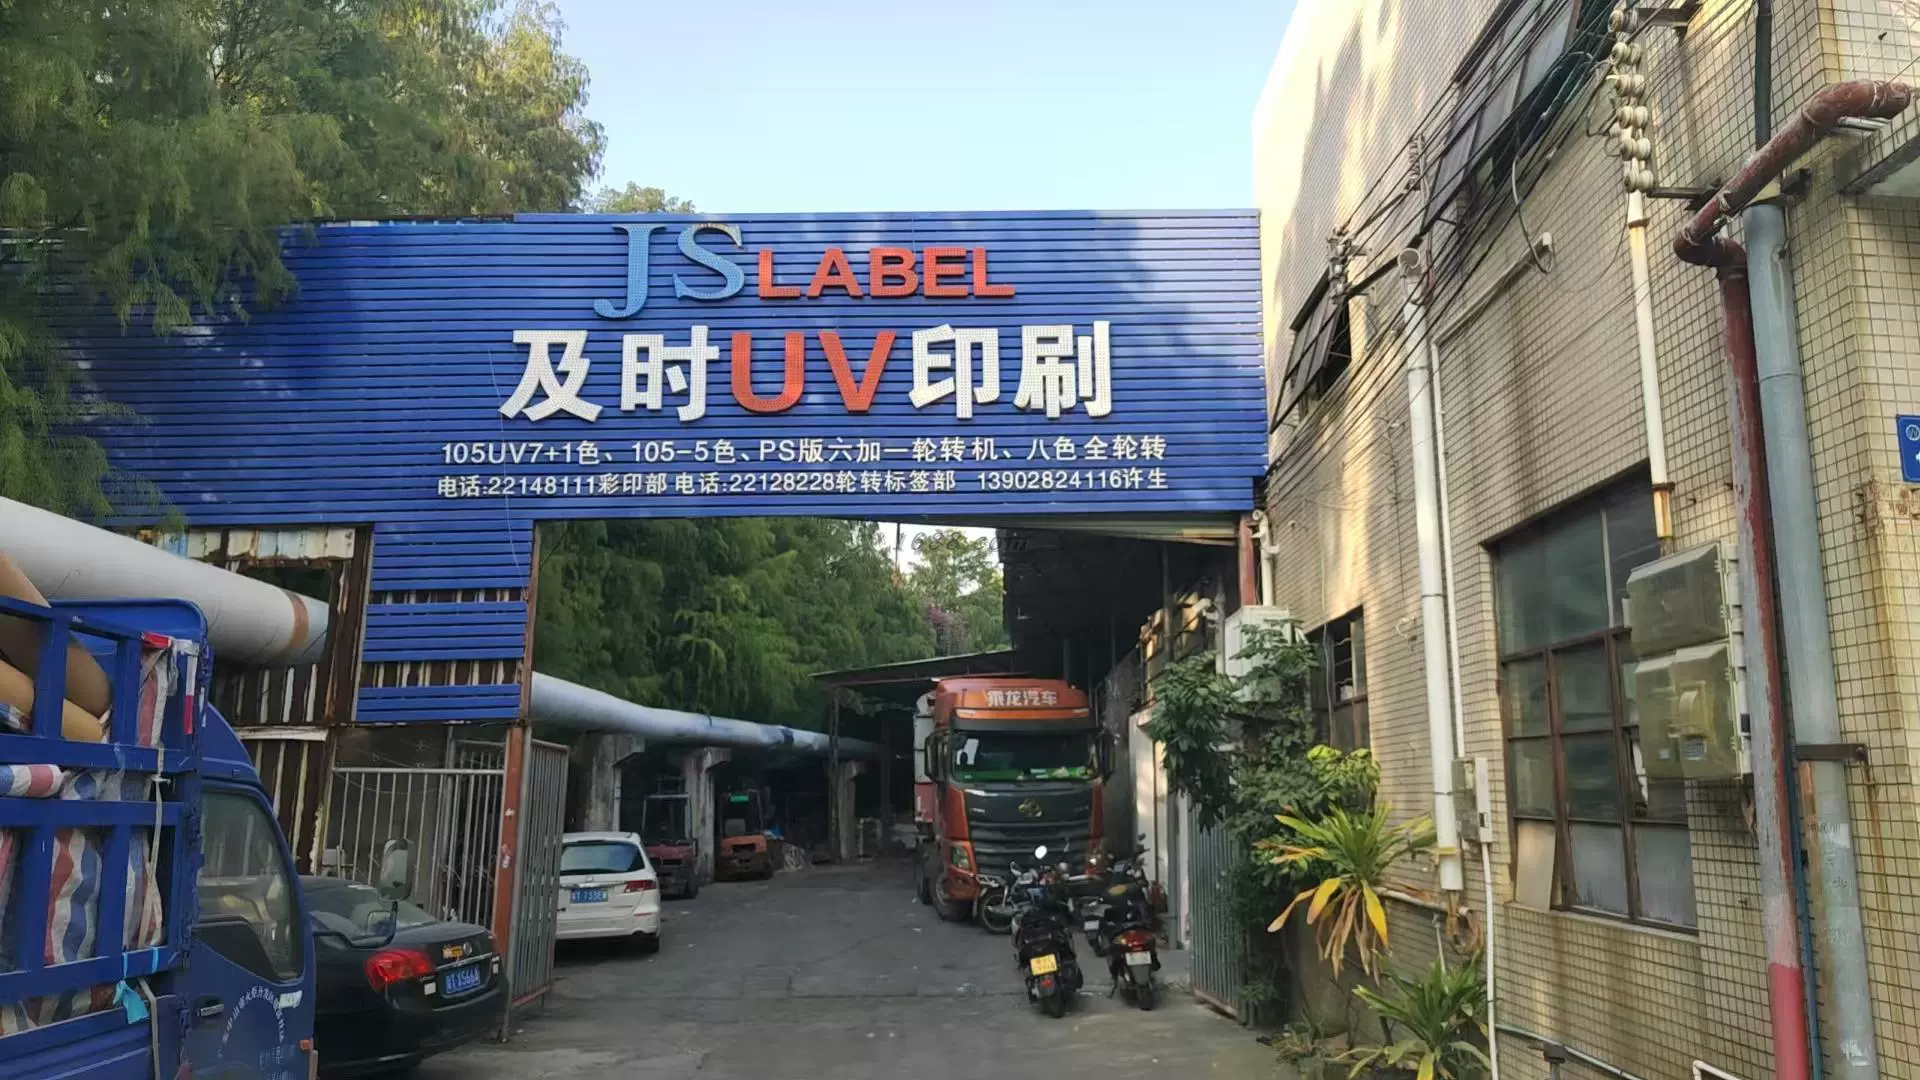 JS LABEL
及时UV印刷
105UV7+1色、105-5色、PS版六加一轮转机、八色全轮转
电话:22148111彩印部 电话:22128228轮转标签部 13902824116许生
1688.com
乘龙汽车